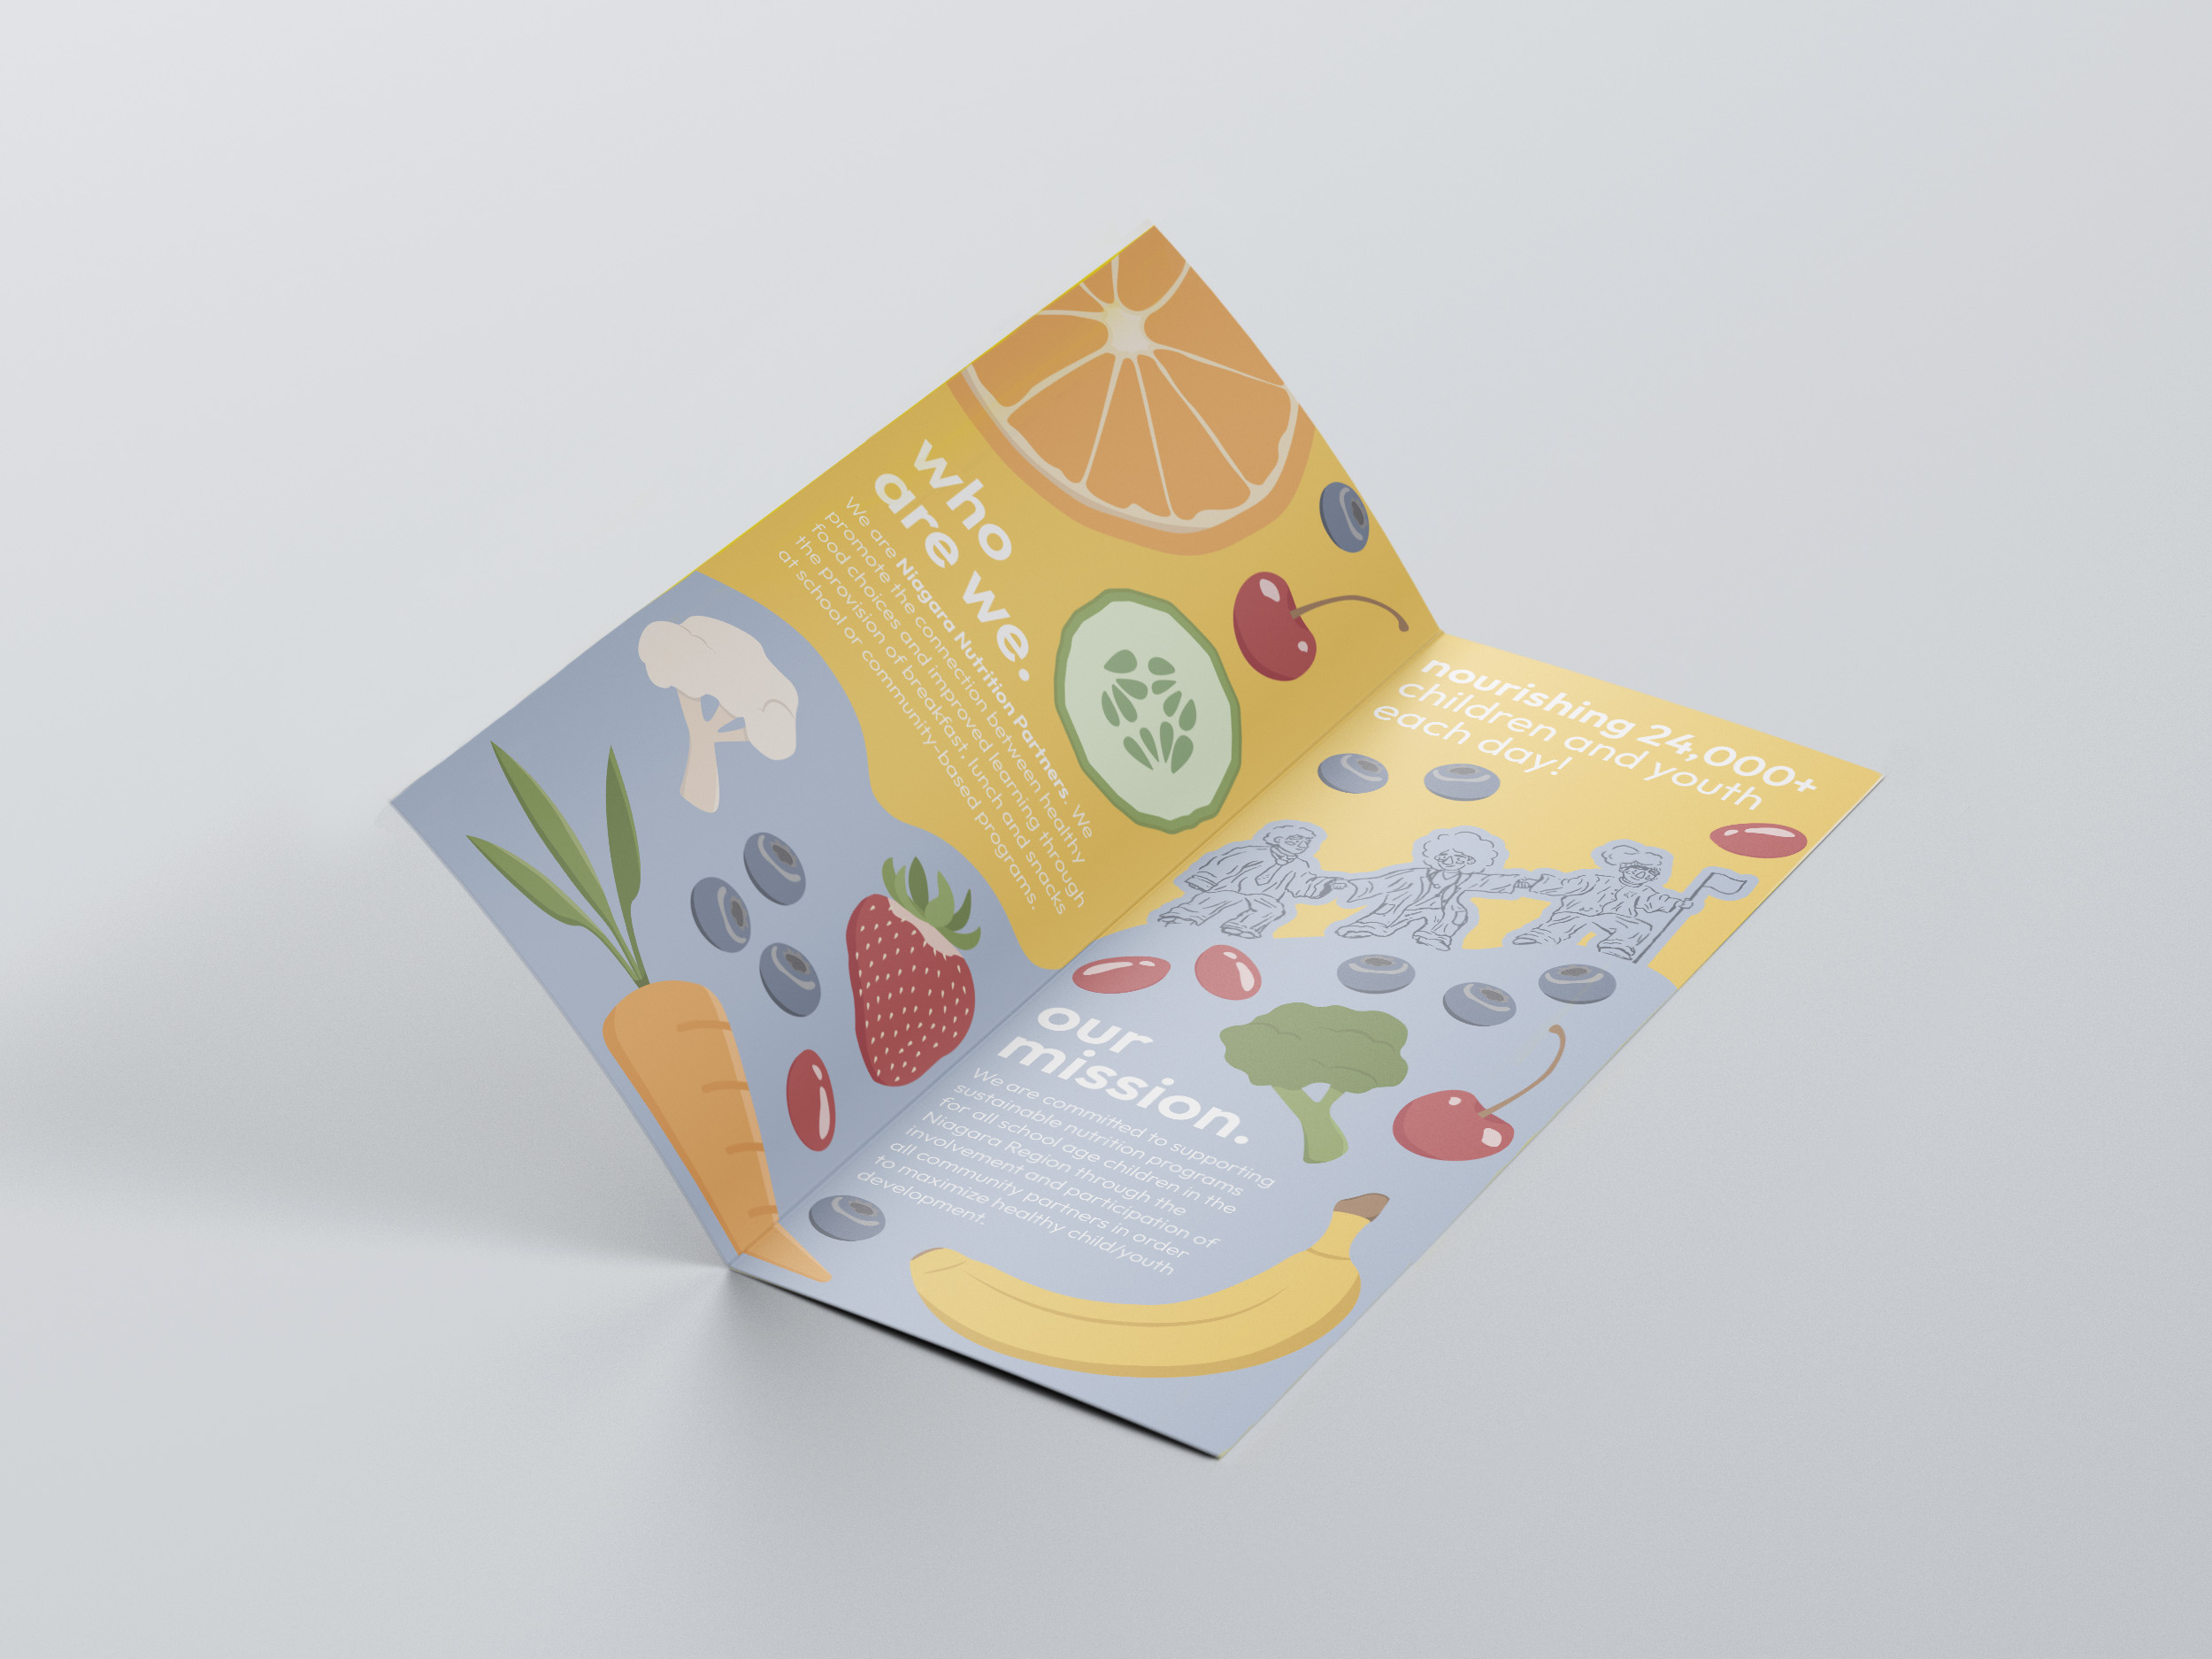 who
are we.
We are Niagara Nutrition Partners. We
promote the connection between healthy
food choices and improved learning through
the provision of breakfast, lunch and snacks
at school or community-based programs.
nourishing 24,000+
children and youth
each day!
our
mission.
We are committed to supporting
sustainable nutrition programs
for all school age children in the
Niagara Region through the
involvement and participation of
all community partners in order
to maximize healthy child/youth
development.